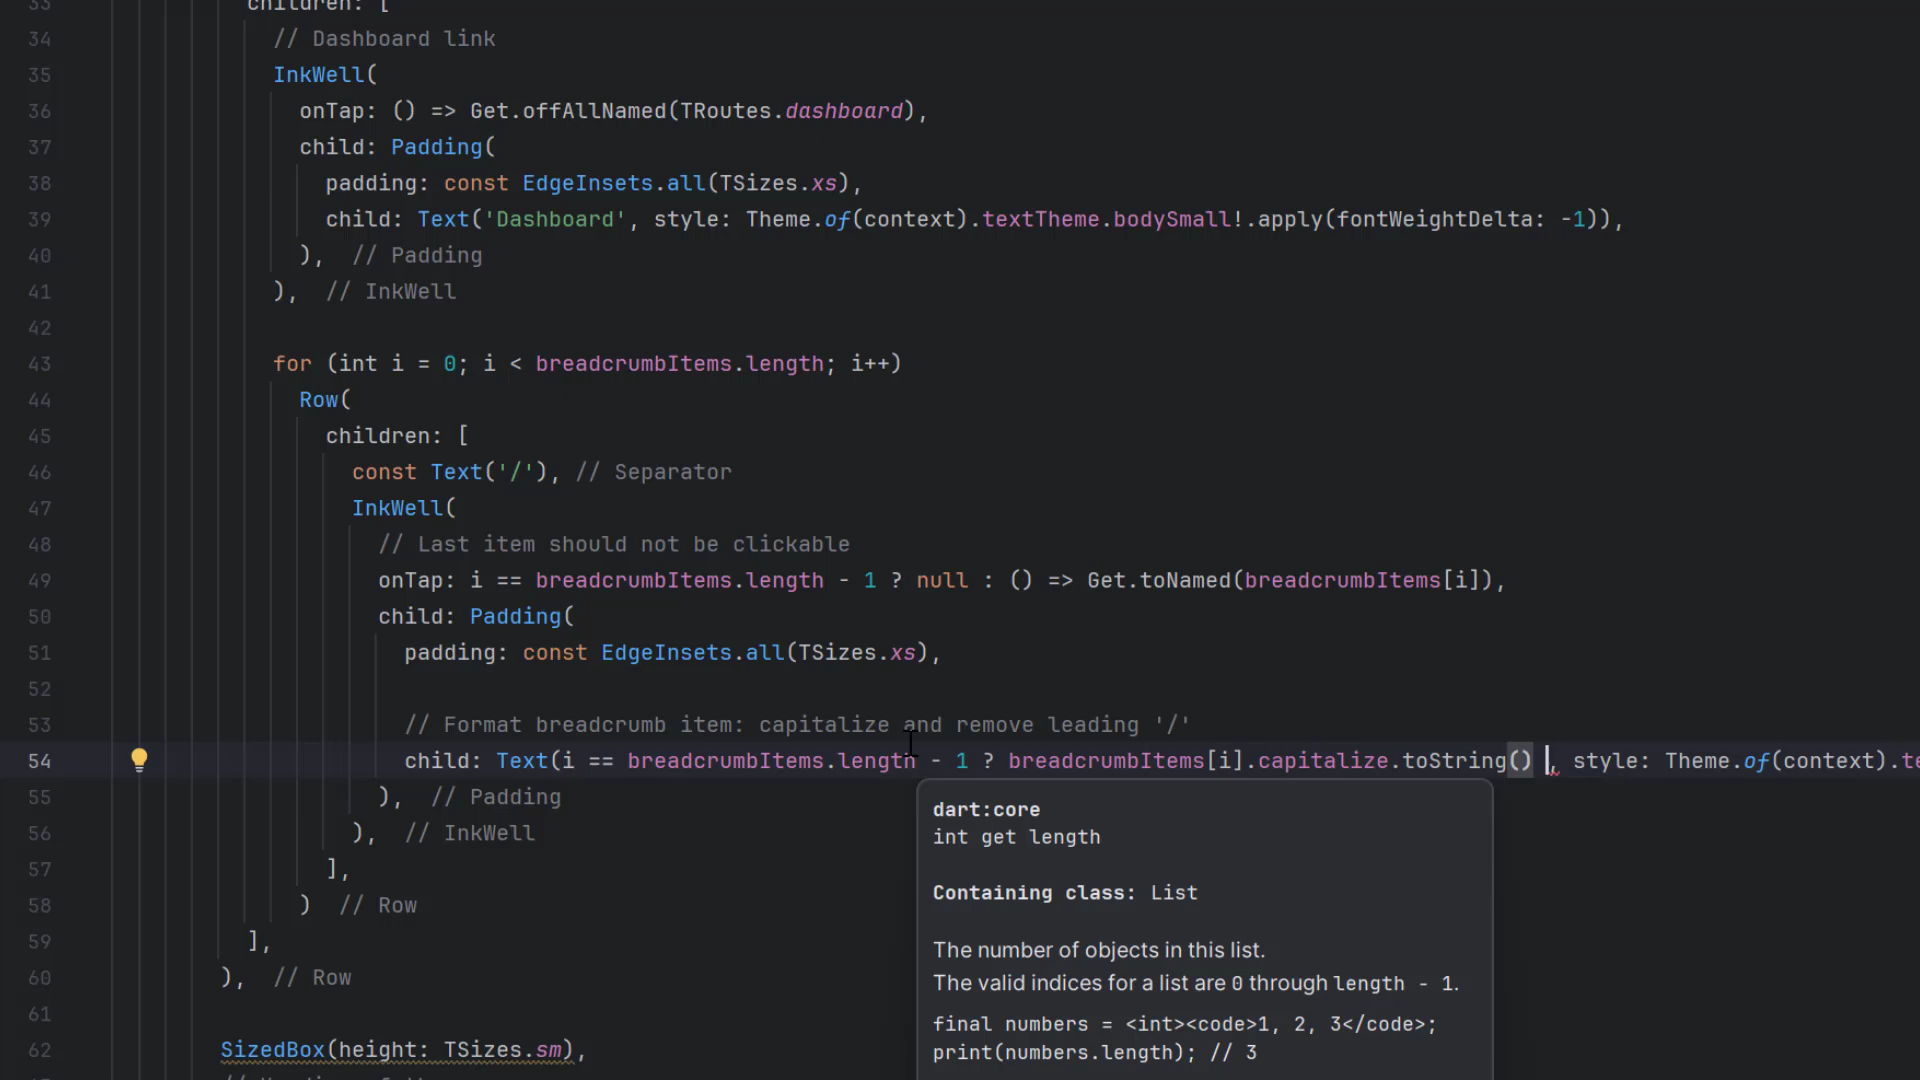 33 children: [
34 // Dashboard link
35 InkWell(
36 onTap: () => Get.offAllNamed(TRoutes.dashboard),
37 child: Padding(
38 padding: const EdgeInsets.all(TSizes.xs),
39 child: Text('Dashboard', style: Theme.of(context).textTheme.bodySmall!.apply(fontWeightDelta: -1)),
40 ), // Padding
41 ), // InkWell
42
43 for (int i = 0; i < breadcrumbItems.length; i++)
44 Row(
45 children: [
46 const Text('/'), // Separator
47 InkWell(
48 // Last item should not be clickable
49 onTap: i == breadcrumbItems.length - 1 ? null : () => Get.toNamed(breadcrumbItems[i]),
50 child: Padding(
51 padding: const EdgeInsets.all(TSizes.xs),
52
53 // Format breadcrumb item: capitalize and remove leading '/'
54 child: Text(i == breadcrumbItems.length - 1 ? breadcrumbItems[i].capitalize.toString() , style: Theme.of(context).te
55 ), // Padding
56 ), // InkWell
57 ],
58 ) // Row
59 ],
60 ), // Row
61
62 SizedBox(height: TSizes.sm),
dart:core
int get length
Containing class: List
The number of objects in this list.
The valid indices for a list are 0 through length - 1.
final numbers = <int><code>1, 2, 3</code>;
print(numbers.length); // 3